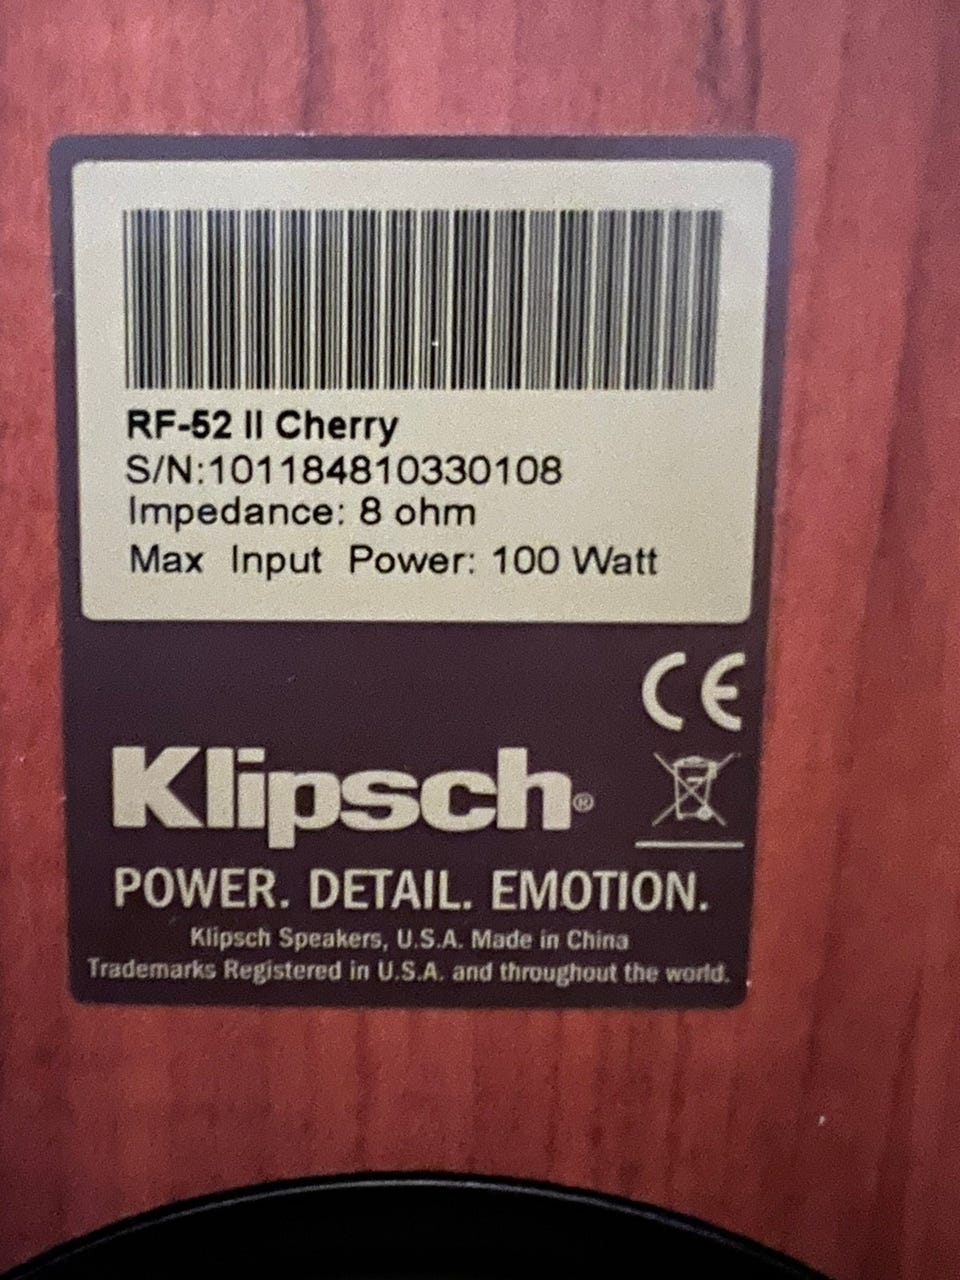 RF-52 II Cherry
S/N:101184810330108
Impedance: 8 ohm
Max Input Power: 100 Watt
CE
Klipsch®
POWER. DETAIL. EMOTION.
Klipsch Speakers, U.S.A. Made in China
Trademarks Registered in U.S.A. and throughout the world.